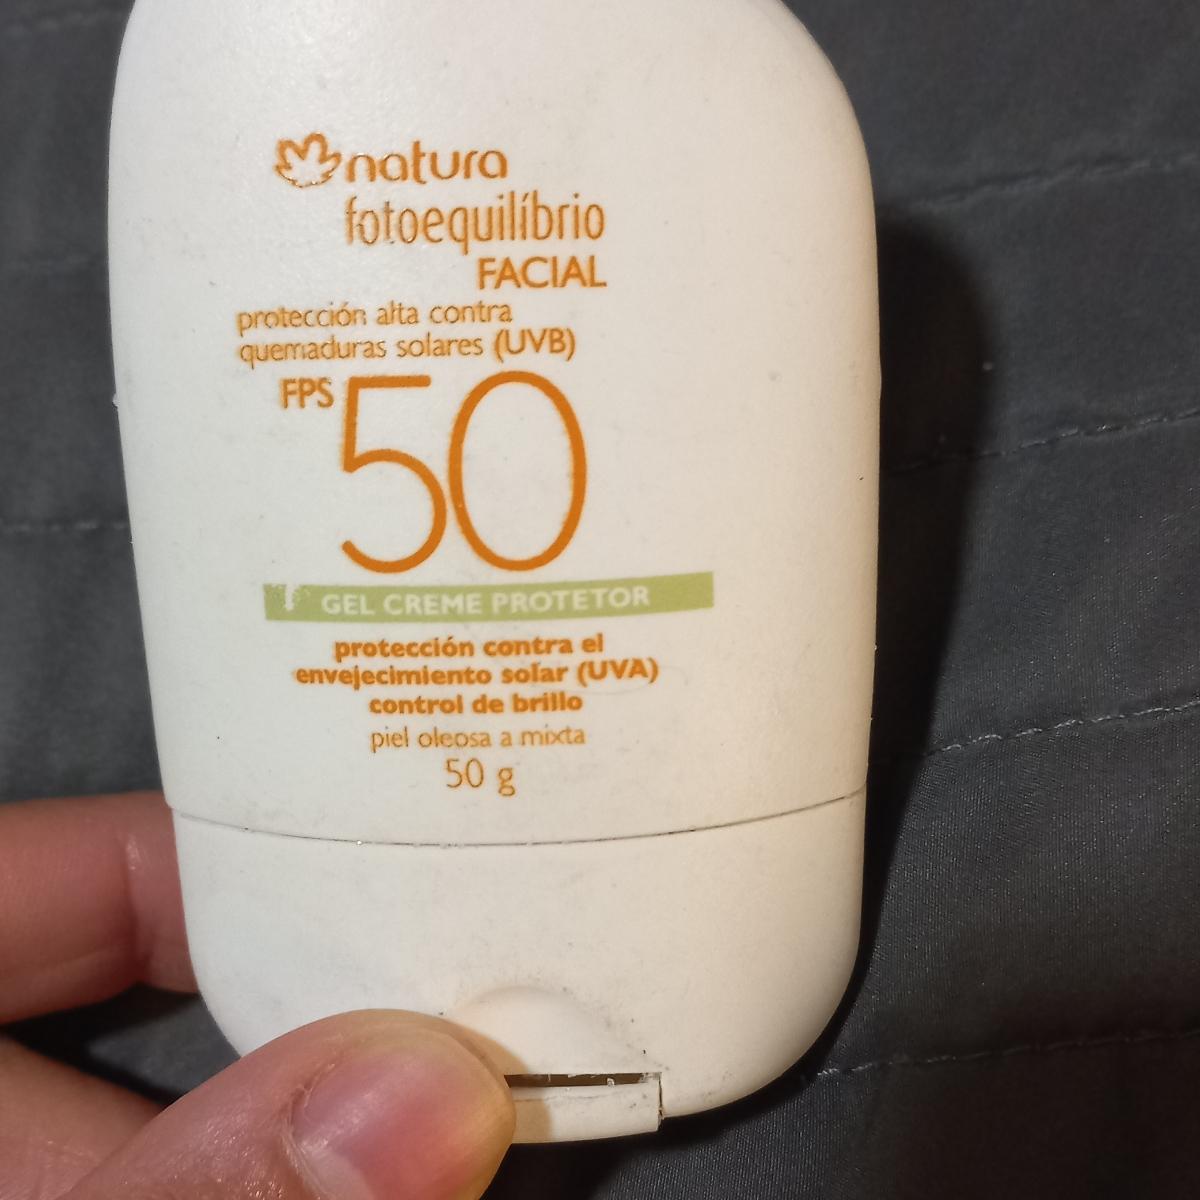 natura
fotoequilíbrio
FACIAL
protección alta contra
quemaduras solares (UVB)
FPS 50
GEL CREME PROTETOR
protección contra el
envejecimiento solar (UVA)
control de brillo
piel oleosa a mixta
50 g